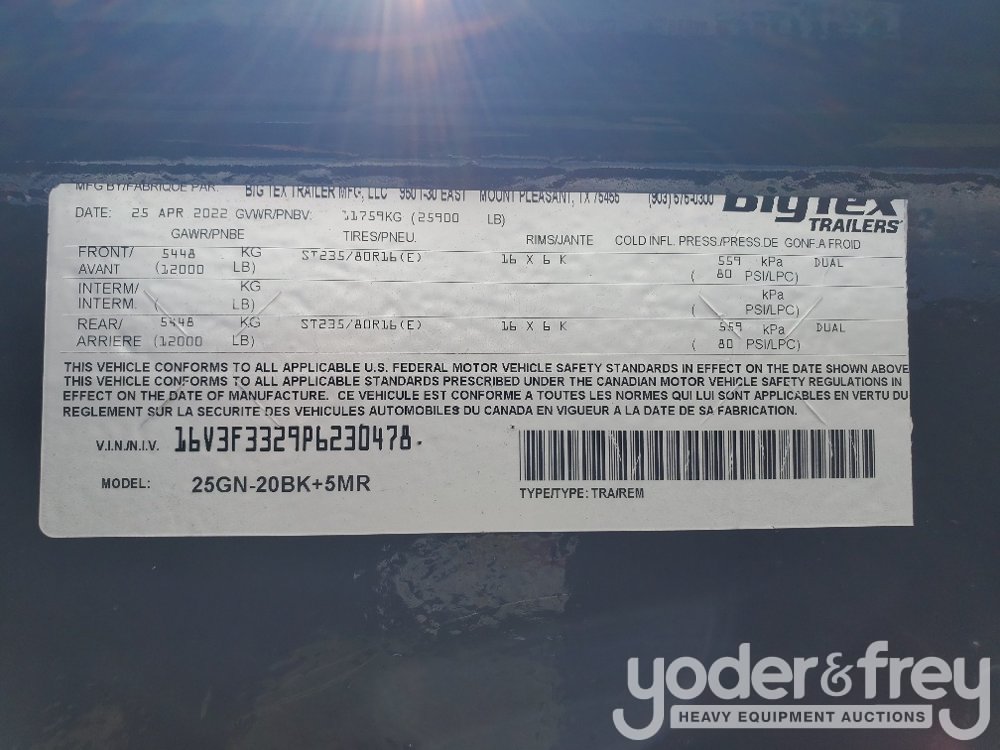 MFG BY/FABRIQUE PAR. BIG TEX TRAILER MFG, LLC 950 I-30 EAST MOUNT PLEASANT, TX 75455 (903) 575-0300
BIG TEX
TRAILERS
DATE: 25 APR 2022 GVWR/PNBV: 11759KG (25900 LB)
GAWR/PNBE TIRES/PNEU. RIMS/JANTE COLD INFL. PRESS./PRESS.DE GONF.A FROID
FRONT/ 5448 KG ST235/80R16(E) 16 X 6 K 559 kPa DUAL
AVANT (12000 LB) ( 80 PSI/LPC)
INTERM/ KG kPa
INTERM. ( LB) ( PSI/LPC)
REAR/ 5448 KG ST235/80R16(E) 16 X 6 K 559 kPa DUAL
ARRIERE (12000 LB) ( 80 PSI/LPC)
THIS VEHICLE CONFORMS TO ALL APPLICABLE U.S. FEDERAL MOTOR VEHICLE SAFETY STANDARDS IN EFFECT ON THE DATE SHOWN ABOVE
THIS VEHICLE CONFORMS TO ALL APPLICABLE STANDARDS PRESCRIBED UNDER THE CANADIAN MOTOR VEHICLE SAFETY REGULATIONS IN
EFFECT ON THE DATE OF MANUFACTURE. CE VEHICULE EST CONFORME A TOUTES LES NORMES QUI LUI SONT APPLICABLES EN VERTU DU
REGLEMENT SUR LA SECURITE DES VEHICULES AUTOMOBILES DU CANADA EN VIGUEUR A LA DATE DE SA FABRICATION.
V.I.N./N.I.V. 16V3F3329P6230478.
MODEL: 25GN-20BK+5MR
TYPE/TYPE: TRA/REM
yoder&frey
HEAVY EQUIPMENT AUCTIONS